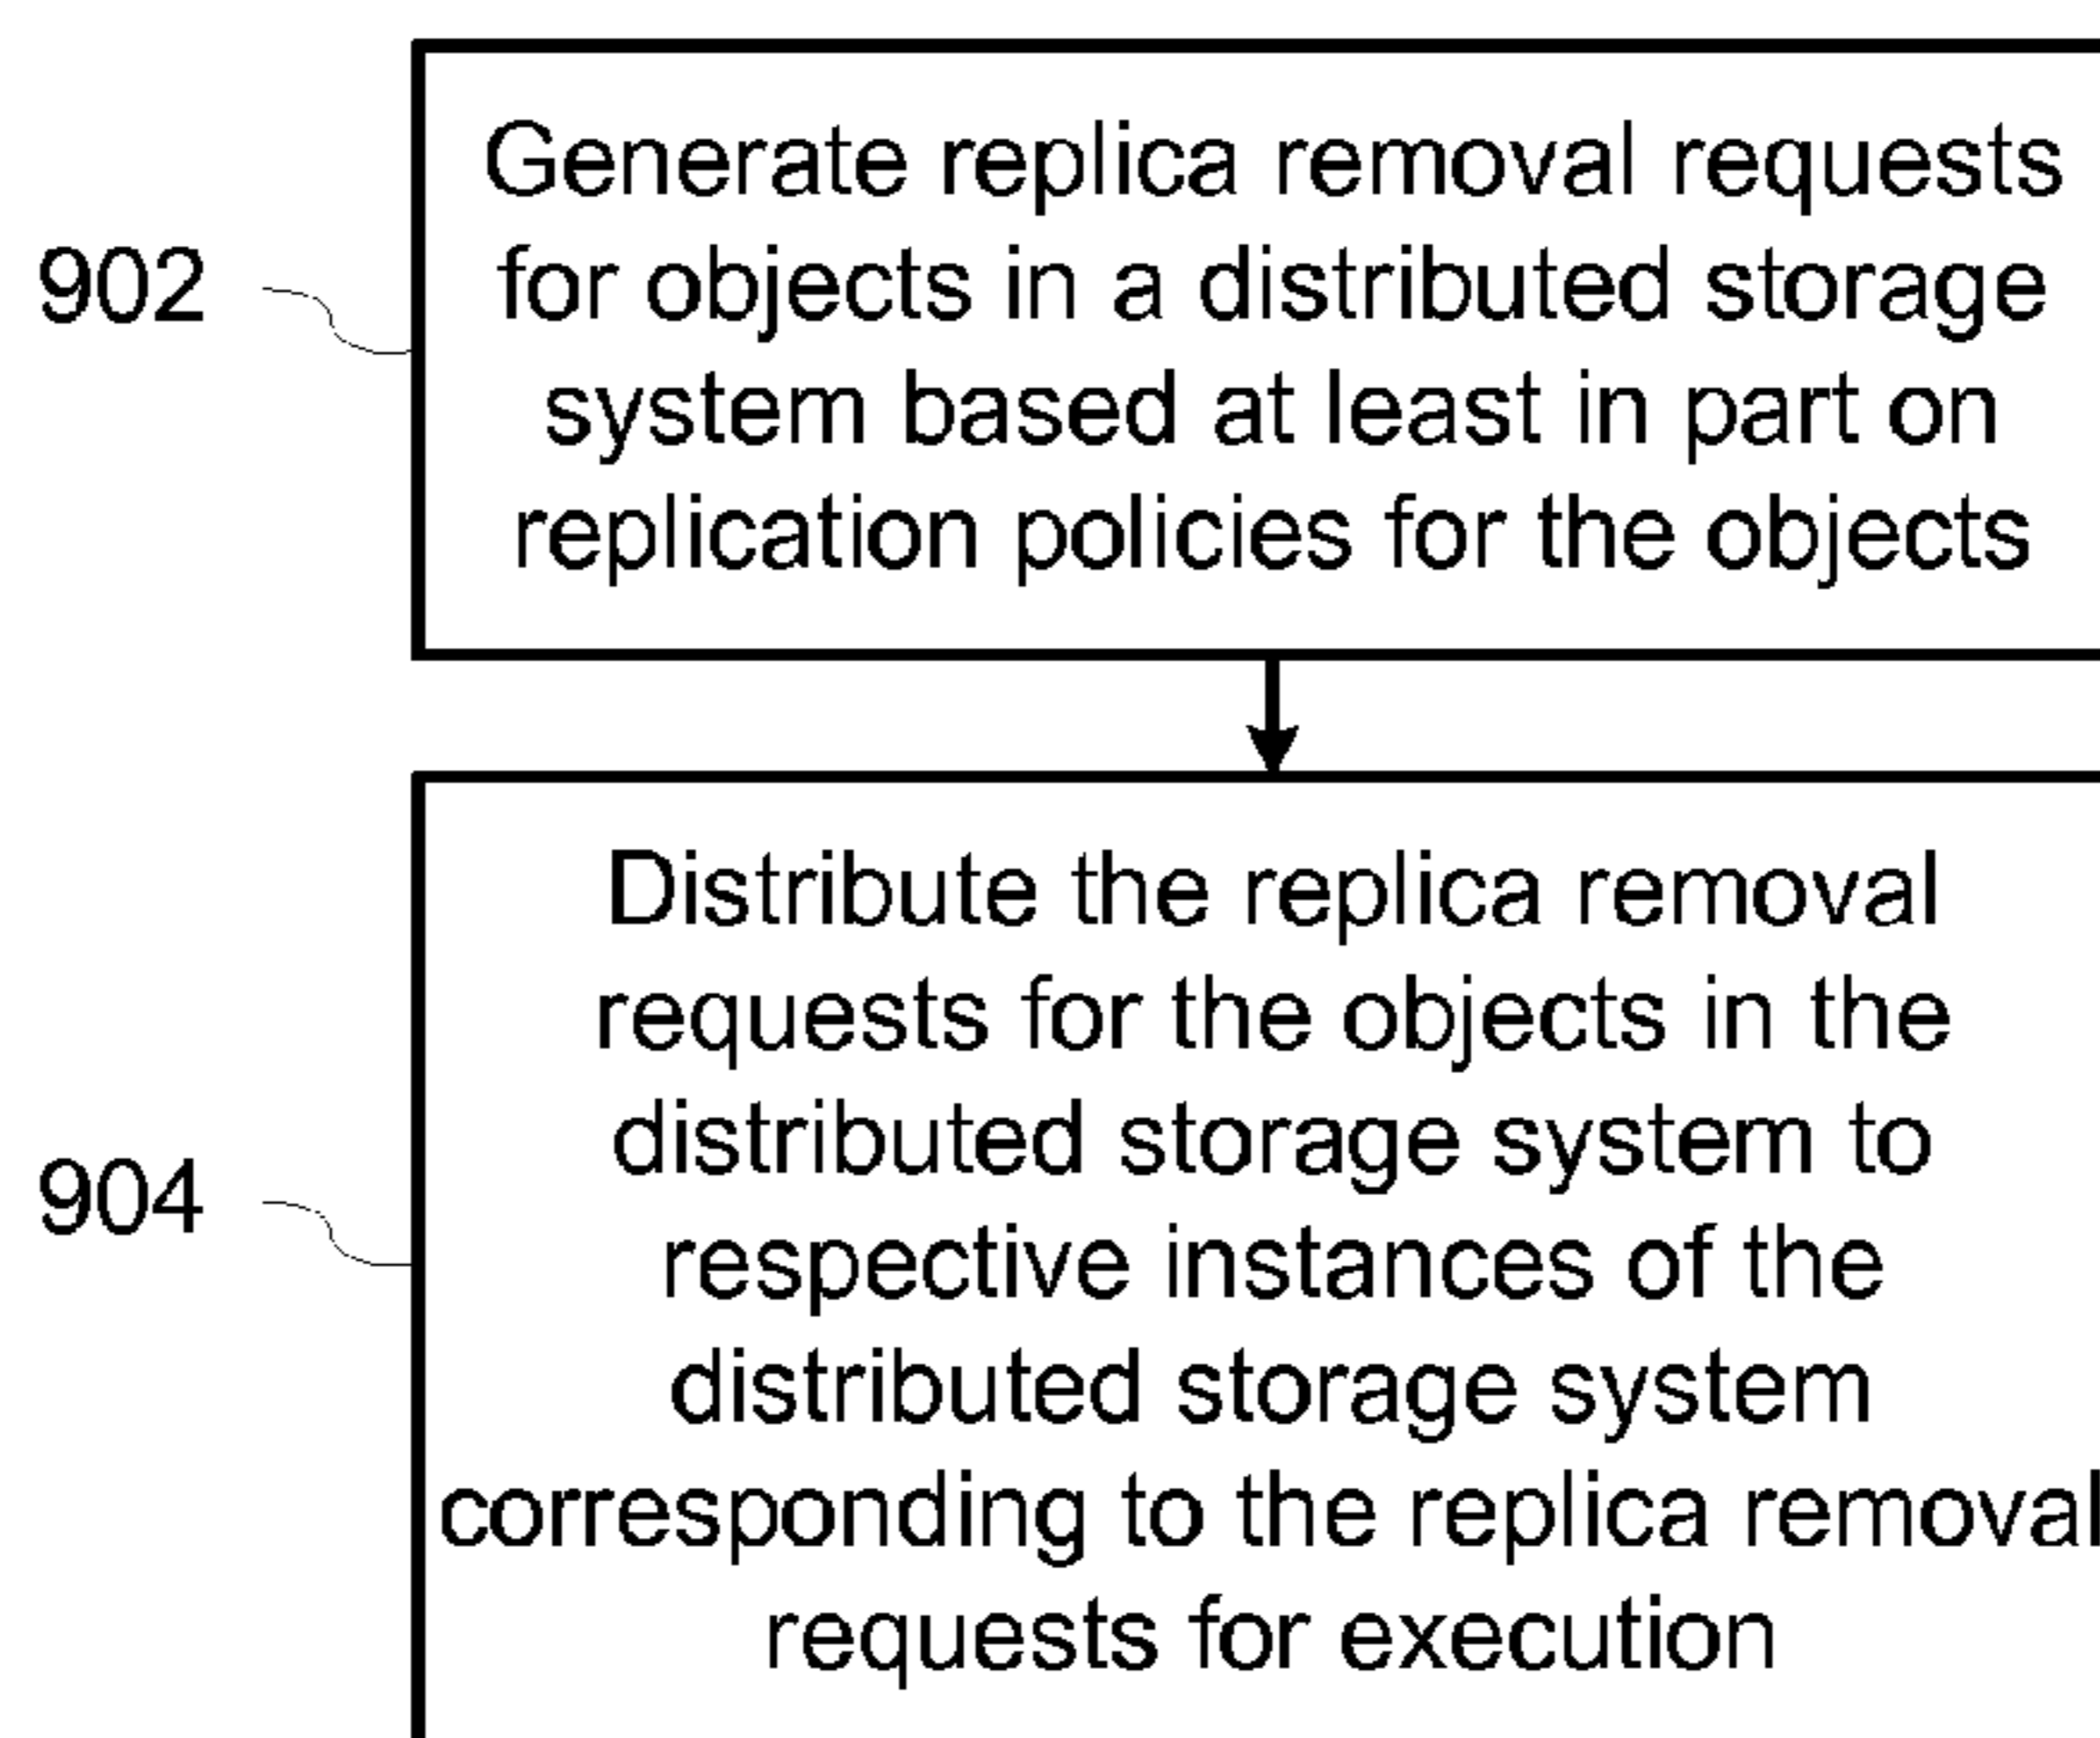 Generate replica removal requests
for objects in a distributed storage
902
system based at least in part on
replication policies for the objects
Distribute the replica removal
requests for the objects in the
distributed storage system to
904
respective instances of the
distributed storage system
corresponding to the replica removal
requests for execution